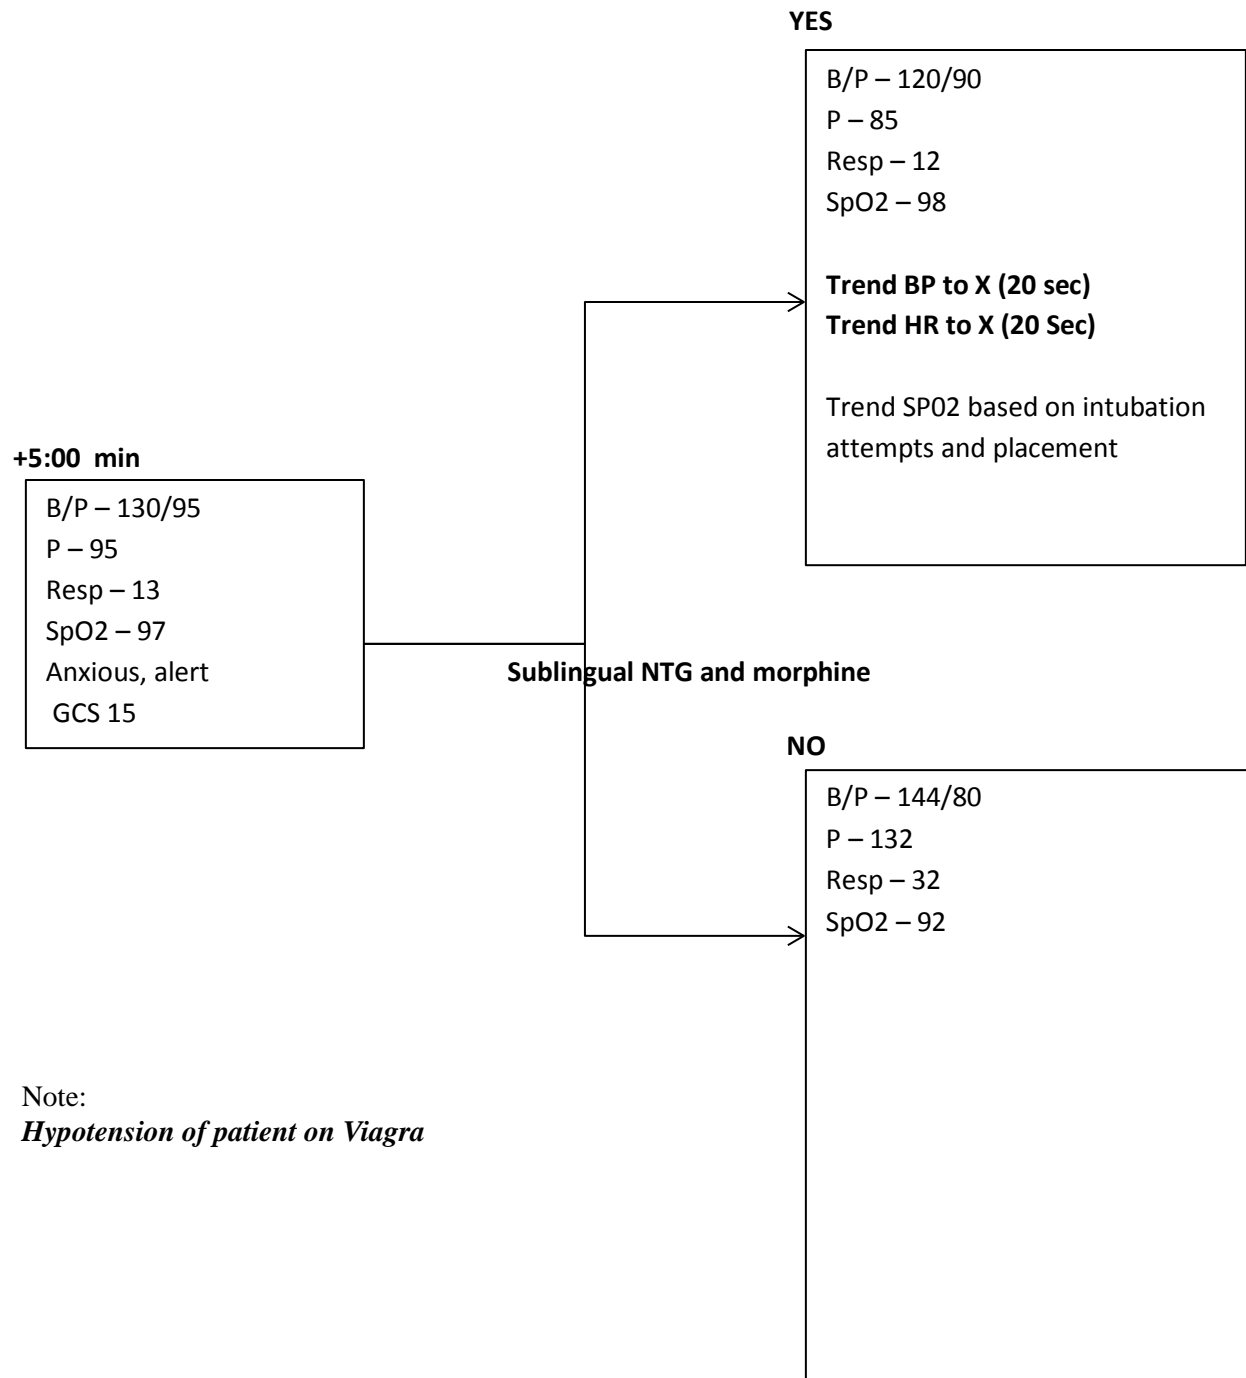 YES
B/P – 120/90
P – 85
Resp – 12
SpO2 – 98
Trend BP to X (20 sec)
Trend HR to X (20 Sec)
Trend SP02 based on intubation
attempts and placement
+5:00 min
B/P – 130/95
P – 95
Resp – 13
SpO2 – 97
Anxious, alert
GCS 15
Sublingual NTG and morphine
NO
B/P – 144/80
P – 132
Resp – 32
SpO2 – 92
Note:
Hypotension of patient on Viagra